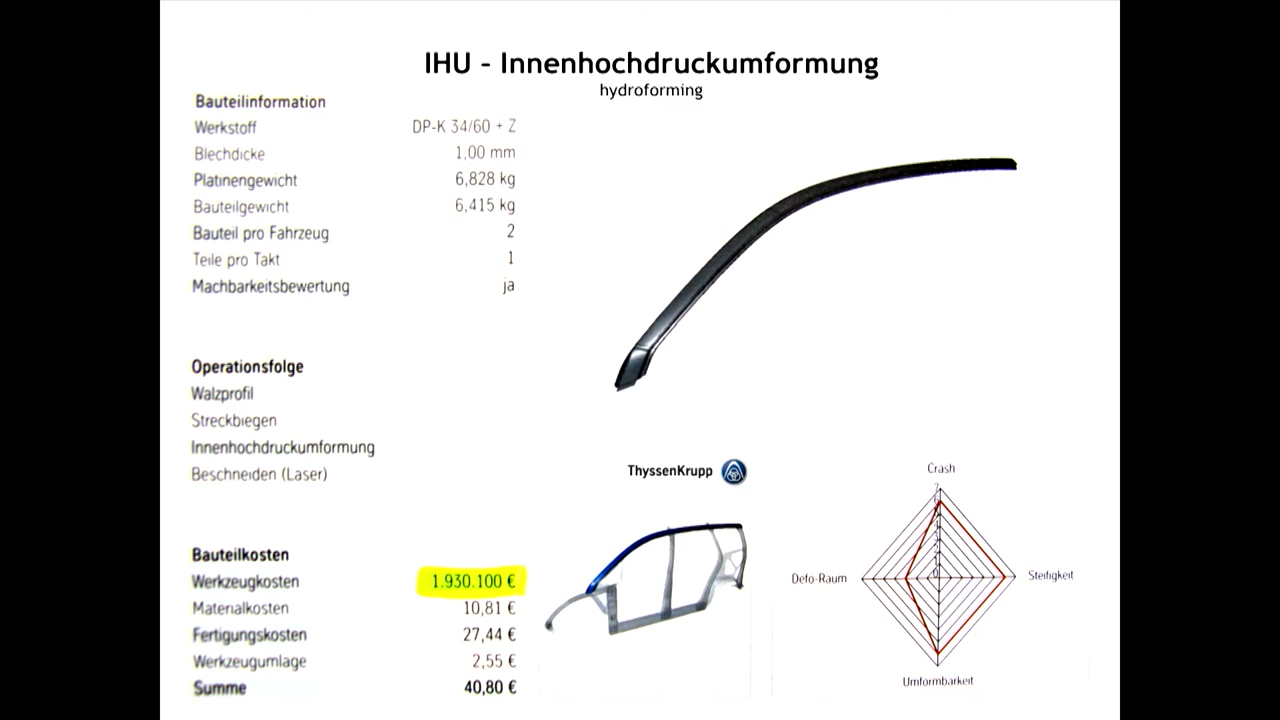 IHU - Innenhochdruckumformung
hydroforming
Bauteilinformation
Werkstoff DP-K 34/60 + Z
Blechdicke 1,00 mm
Platinengewicht 6,828 kg
Bauteilgewicht 6,415 kg
Bauteil pro Fahrzeug 2
Teile pro Takt 1
Machbarkeitsbewertung ja
Operationsfolge
Walzprofil
Streckbiegen
Innenhochdruckumformung
Beschneiden (Laser)
ThyssenKrupp
Bauteilkosten
Werkzeugkosten 1.930.100 €
Materialkosten 10,81 €
Fertigungskosten 27,44 €
Werkzeugumlage 2,55 €
Summe 40,80 €
Crash
Defo-Raum
Steifigkeit
Umformbarkeit